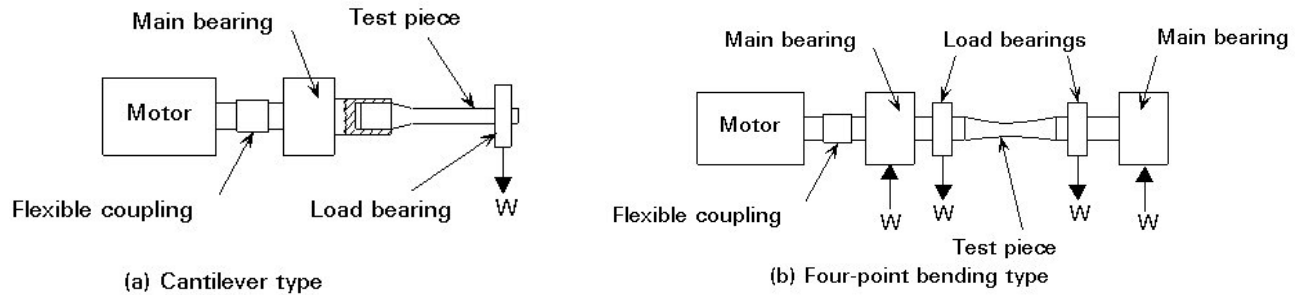 Main bearing
Test piece
Motor
Flexible coupling
Load bearing
W
(a) Cantilever type
Main bearing
Load bearings
Main bearing
Motor
Flexible coupling
W
W
W
W
Test piece
(b) Four-point bending type